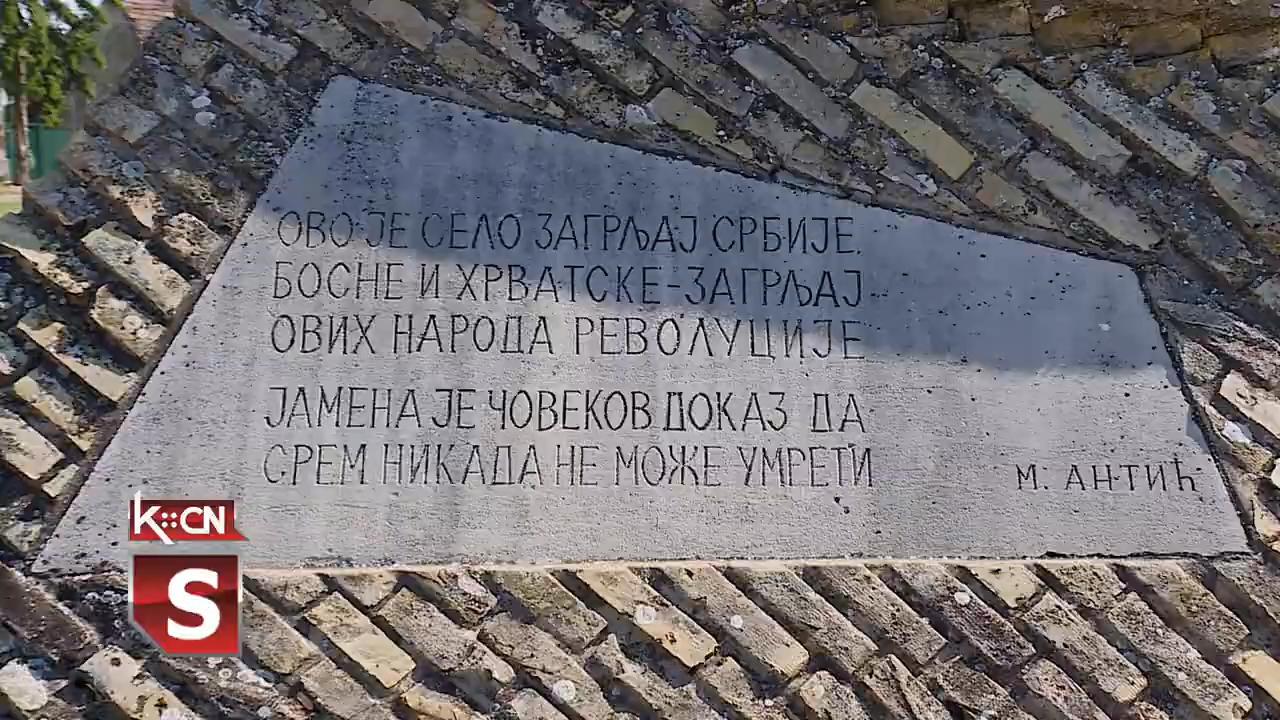 ОВО ЈЕ СЕЛО ЗАГРЉАЈ СРБИЈЕ,
БОСНЕ И ХРВАТСКЕ-ЗАГРЉАЈ
ОВИХ НАРОДА РЕВОЛУЦИЈЕ
ЈАМЕНА ЈЕ ЧОВЕКОВ ДОКАЗ ДА
СРЕМ НИКАДА НЕ МОЖЕ УМРЕТИ
М. АНТИЋ
K::CN
S